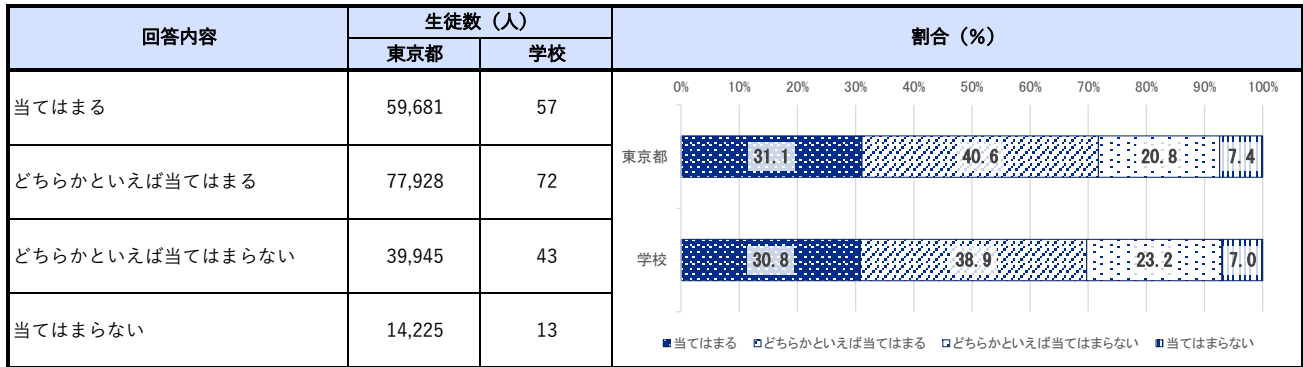 回答内容
生徒数（人）
割合（%）
東京都
学校
0%
10%
20%
30%
40%
50%
60%
70%
80%
90%
100%
当てはまる
59,681
57
東京都
31.1
40.6
20.8
7.4
どちらかといえば当てはまる
77,928
72
どちらかといえば当てはまらない
39,945
43
学校
30.8
38.9
23.2
7.0
当てはまらない
14,225
13
当てはまる
どちらかといえば当てはまる
どちらかといえば当てはまらない
当てはまらない